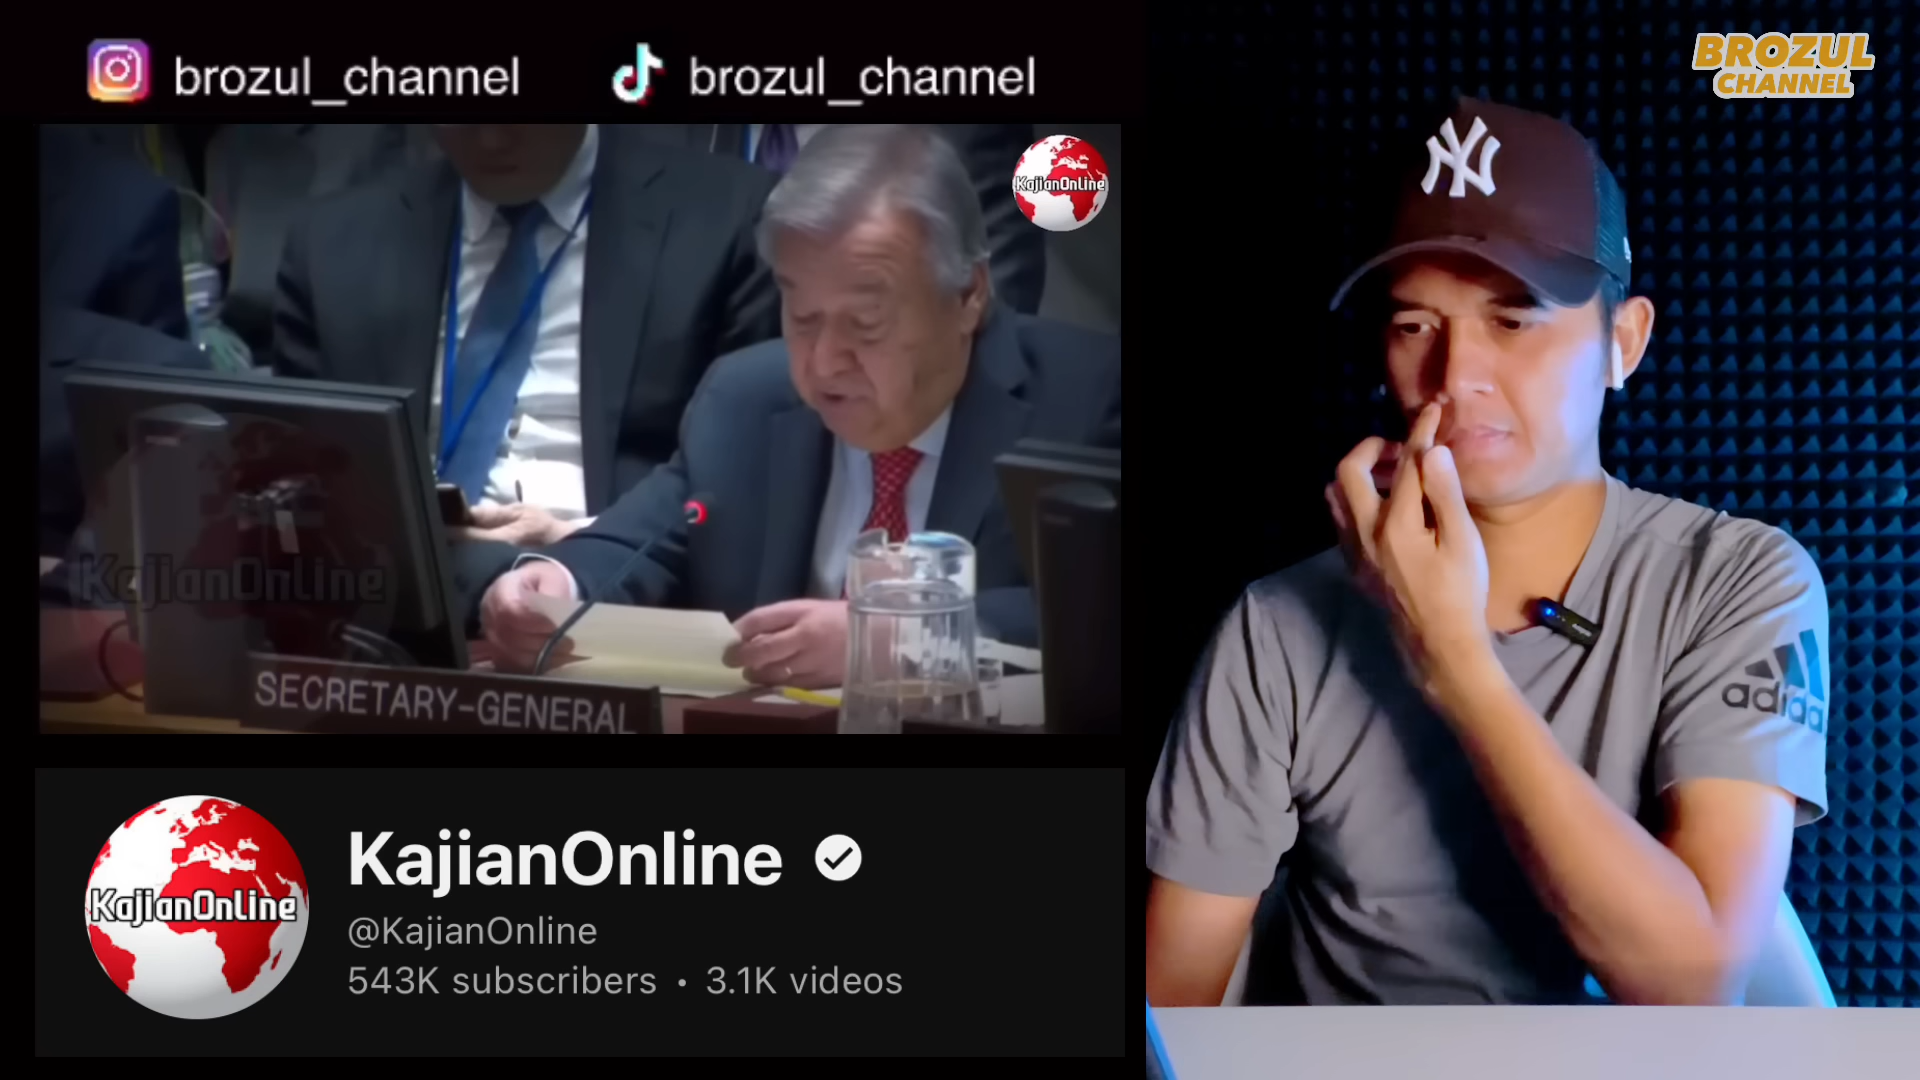 brozul_channel
brozul_channel
BROZUL
CHANNEL
NY
KajianOnLine
KajianOnLine
SECRETARY-GENERAL
adidas
KajianOnLine
KajianOnline
@KajianOnline
543K subscribers • 3.1K videos